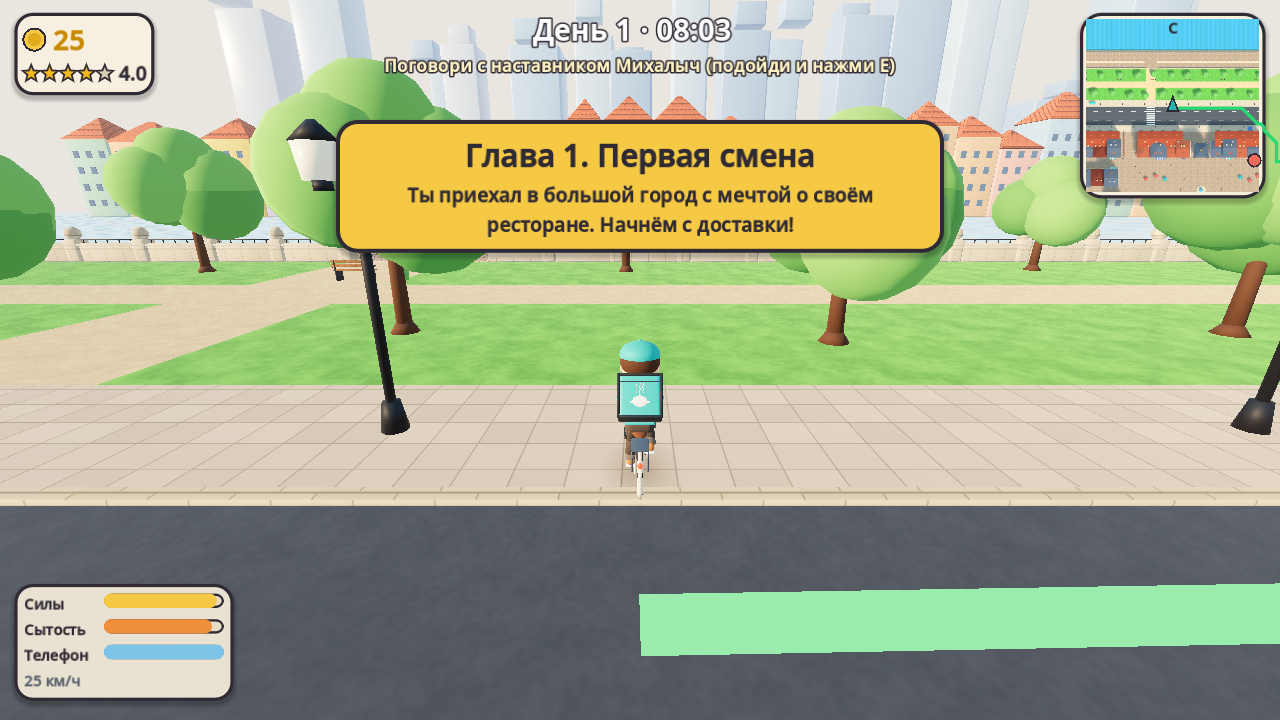 25
4.0
День 1 · 08:03
Поговори с наставником Михалыч (подойди и нажми E)
С
Глава 1. Первая смена
Ты приехал в большой город с мечтой о своём
ресторане. Начнём с доставки!
Силы
Сытость
Телефон
25 км/ч